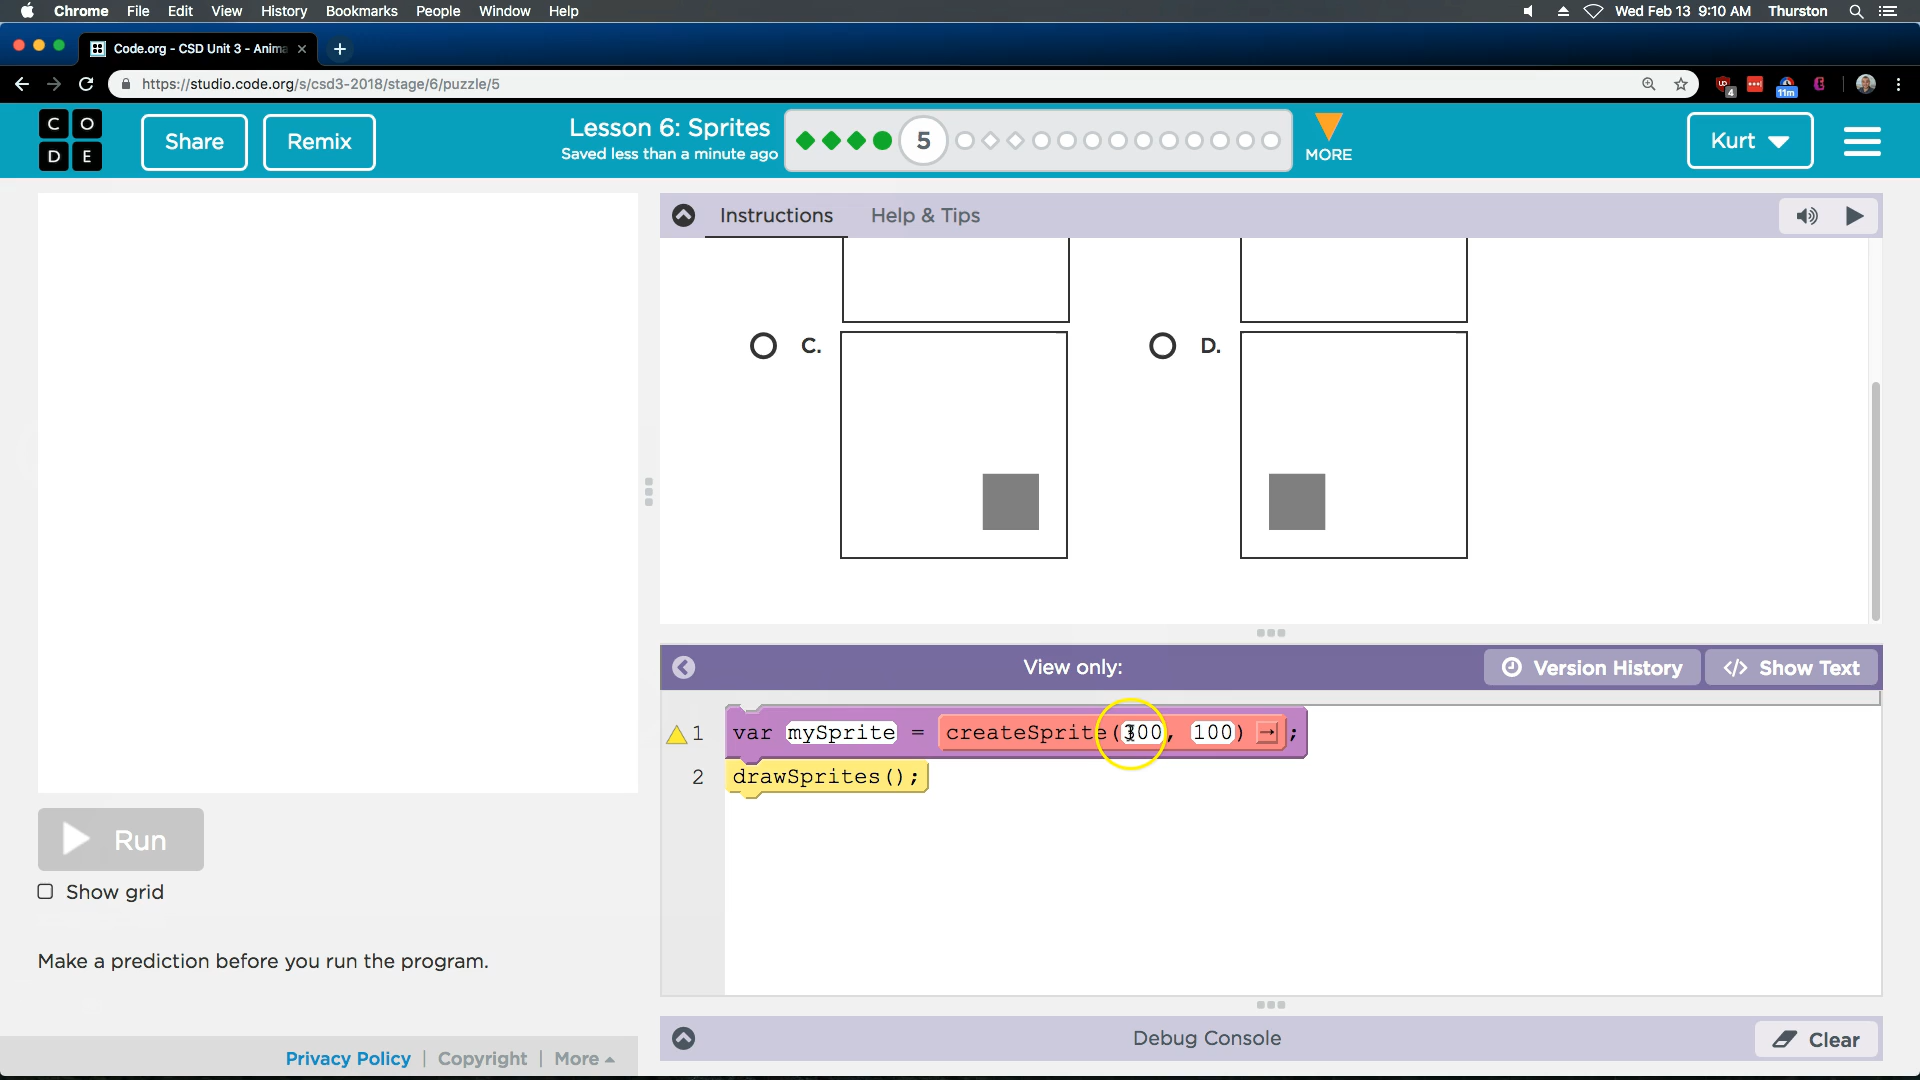 Chrome File Edit View History Bookmarks People Window Help Wed Feb 13 9:10 AM Thurston
Code.org - CSD Unit 3 - Anima
https://studio.code.org/s/csd3-2018/stage/6/puzzle/5
4
11m
C O
D E
Share
Remix
Lesson 6: Sprites
Saved less than a minute ago
5
MORE
Kurt
Instructions
Help & Tips
C.
D.
View only:
Version History
</> Show Text
1 var mySprite = createSprite(300, 100) → ;
2 drawSprites();
Run
Show grid
Make a prediction before you run the program.
Privacy Policy | Copyright | More
Debug Console
Clear